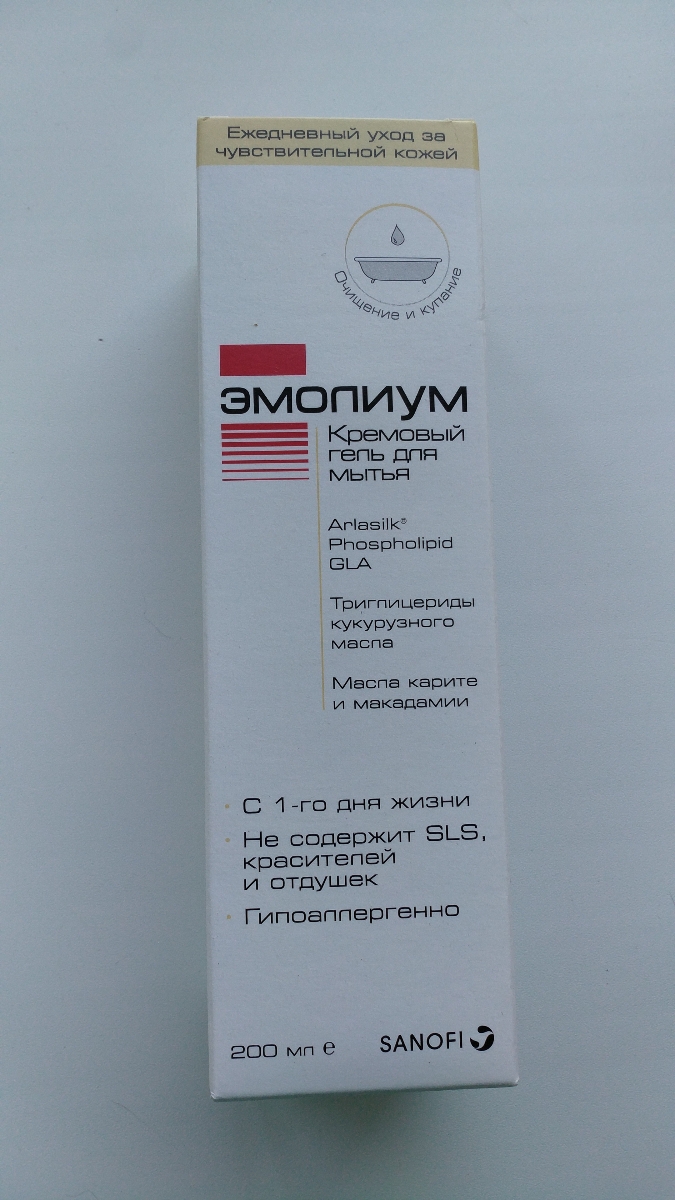 Ежедневный уход за
чувствительной кожей
Очищение и купание
ЭМОЛИУМ
Кремовый
гель для
мытья
Arlasilk®
Phospholipid
GLA
Триглицериды
кукурузного
масла
Масла карите
и макадамии
• С 1-го дня жизни
• Не содержит SLS,
красителей
и отдушек
• Гипоаллергенно
200 мл ℮
SANOFI